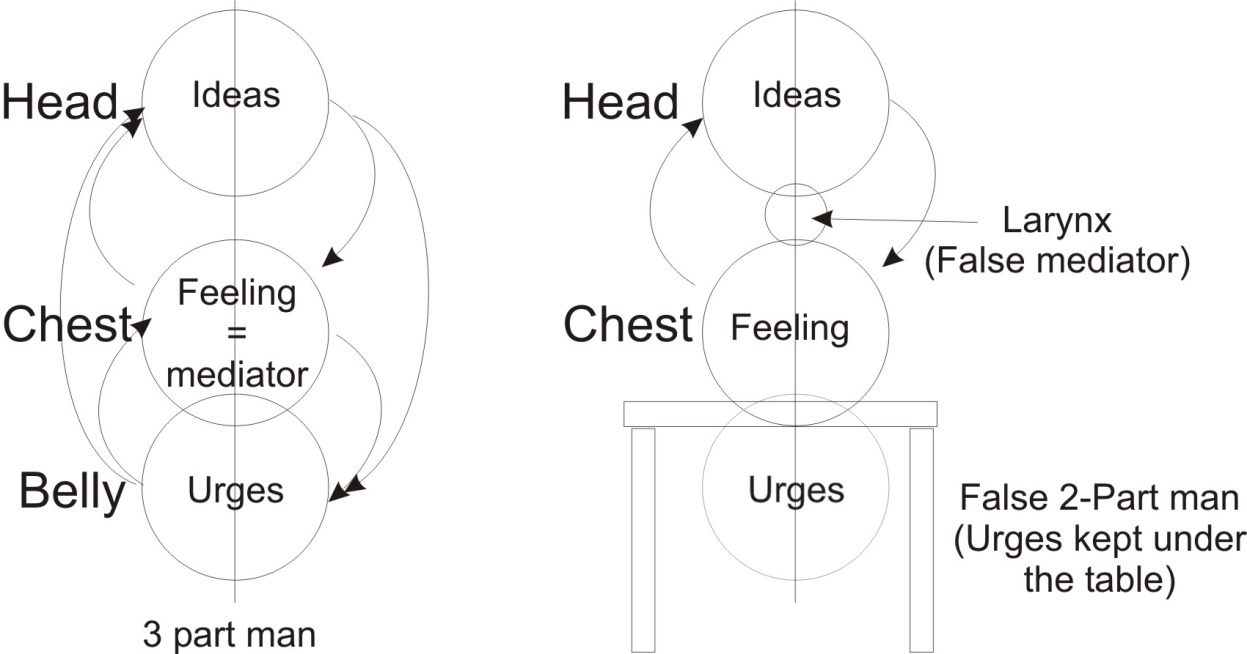 Head
Ideas
Chest
Feeling
=
mediator
Belly
Urges
3 part man
Head
Ideas
Larynx
(False mediator)
Chest
Feeling
Urges
False 2-Part man
(Urges kept under
the table)